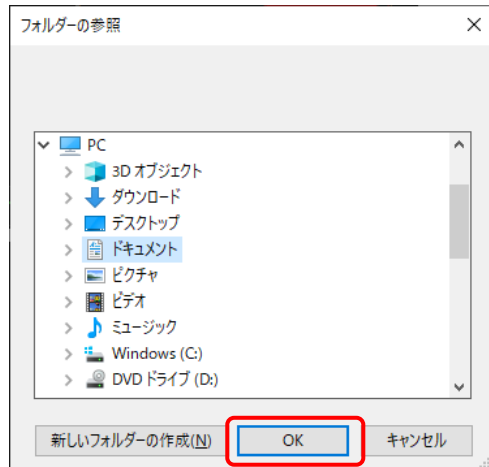 フォルダーの参照
PC
3D オブジェクト
ダウンロード
デスクトップ
ドキュメント
ピクチャ
ビデオ
ミュージック
Windows (C:)
DVD ドライブ (D:)
新しいフォルダーの作成(N) OK キャンセル